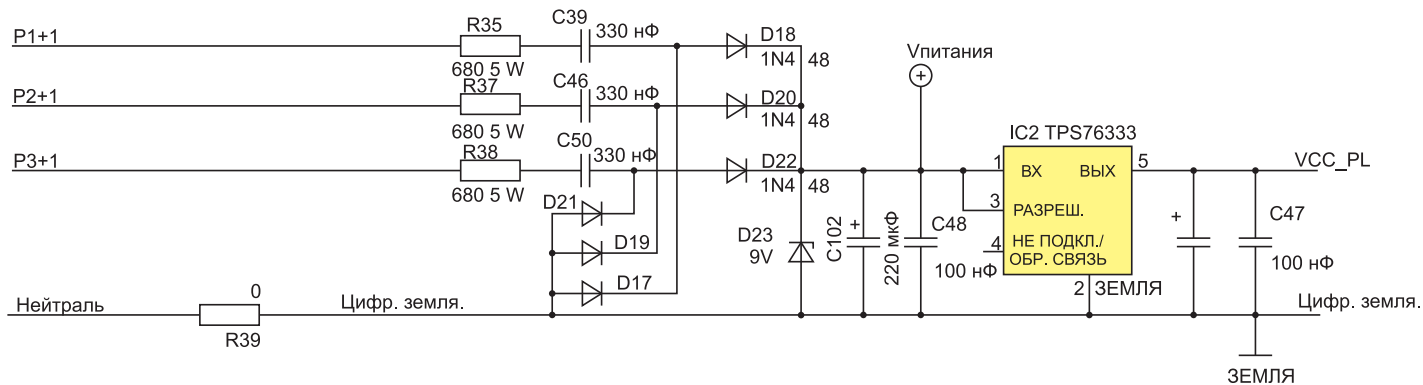 P1+1
R35
680 5 W
C39
330 нФ
D18
1N4 48
P2+1
R37
680 5 W
C46
330 нФ
D20
1N4 48
P3+1
R38
680 5 W
C50
330 нФ
D22
1N4 48
Vпитания
IC2 TPS76333
1
ВХ
ВЫХ
5
VCC_PL
3
РАЗРЕШ.
4
НЕ ПОДКЛ./
ОБР. СВЯЗЬ
2
ЗЕМЛЯ
D21
D19
D17
D23
9V
C102
+
220 мкФ
C48
100 нФ
+
C47
100 нФ
Нейтраль
0
R39
Цифр. земля.
Цифр. земля.
ЗЕМЛЯ